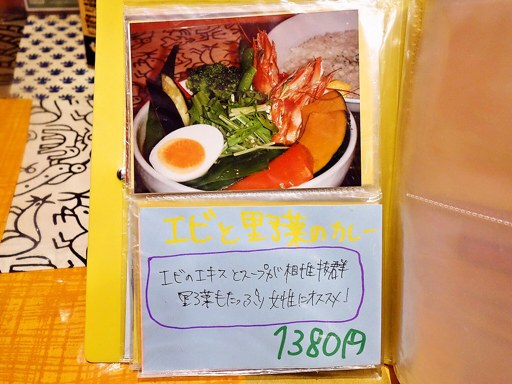 エビと野菜のカレー
エビのエキスとスープが相性抜群
野菜もたっぷり女性にオススメ♩
1380円